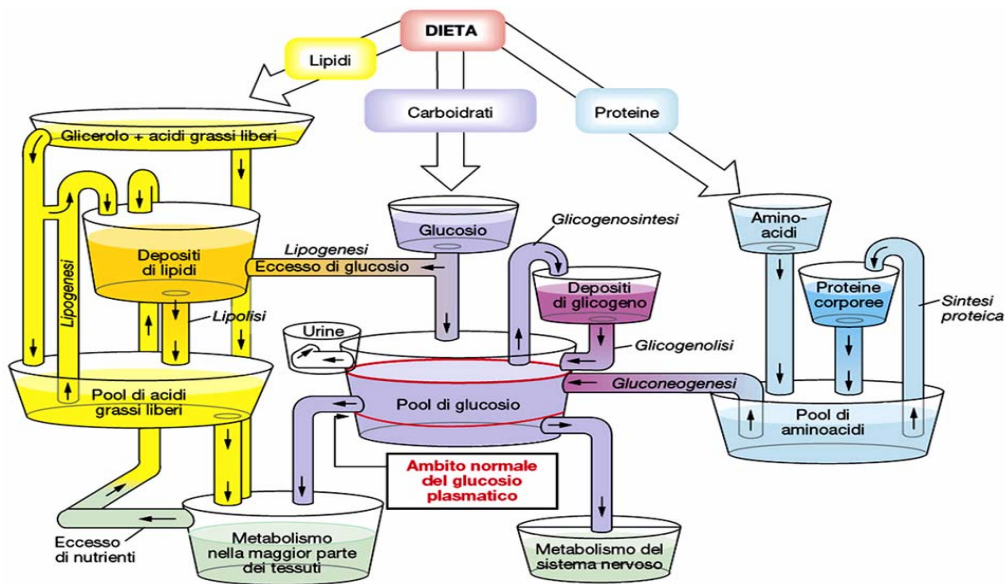 DIETA
Lipidi
Carboidrati
Proteine
Glicerolo + acidi grassi liberi
Glucosio
Amino-
acidi
Glicogenosintesi
Lipogenesi
Eccesso di glucosio
Depositi
di lipidi
Depositi
di glicogeno
Proteine
corporee
Sintesi
proteica
Lipogenesi
Lipolisi
Urine
Glicogenolisi
Gluconeogenesi
Pool di acidi
grassi liberi
Pool di glucosio
Pool di
aminoacidi
Ambito normale
del glucosio
plasmatico
Eccesso
di nutrienti
Metabolismo
nella maggior parte
dei tessuti
Metabolismo del
sistema nervoso